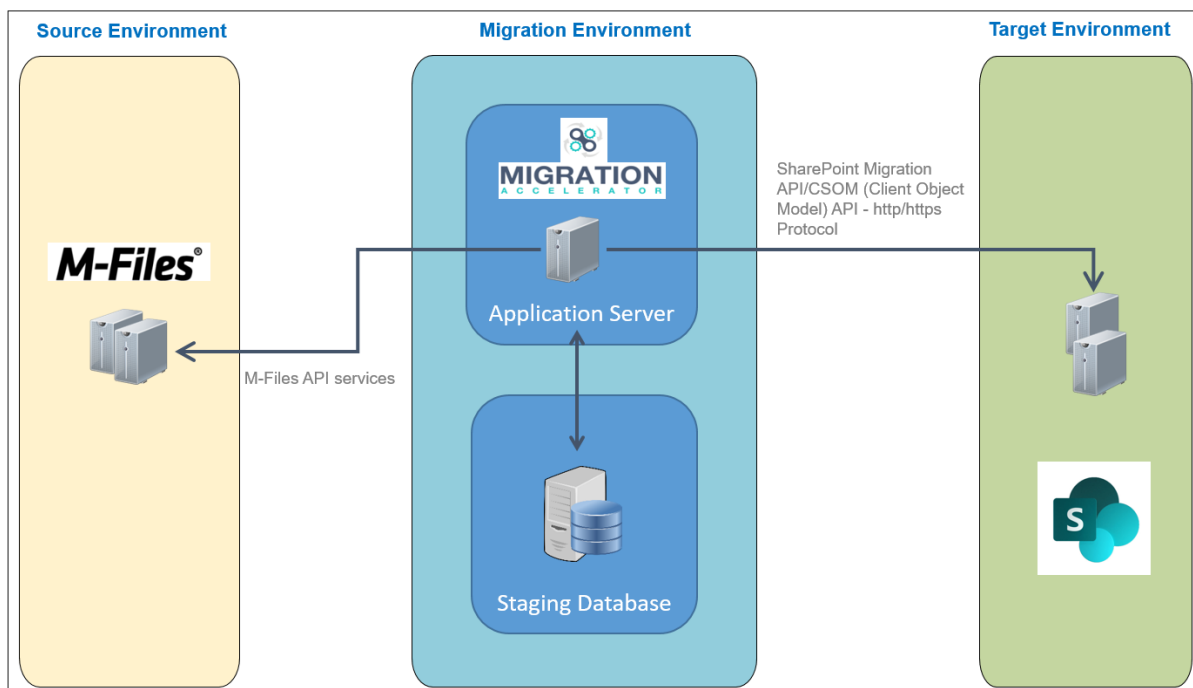 Source Environment
Migration Environment
Target Environment
MIGRATION
ACCELERATOR
SharePoint Migration
API/CSOM (Client Object
Model) API - http/https
Protocol
M-Files®
Application Server
M-Files API services
S
Staging Database